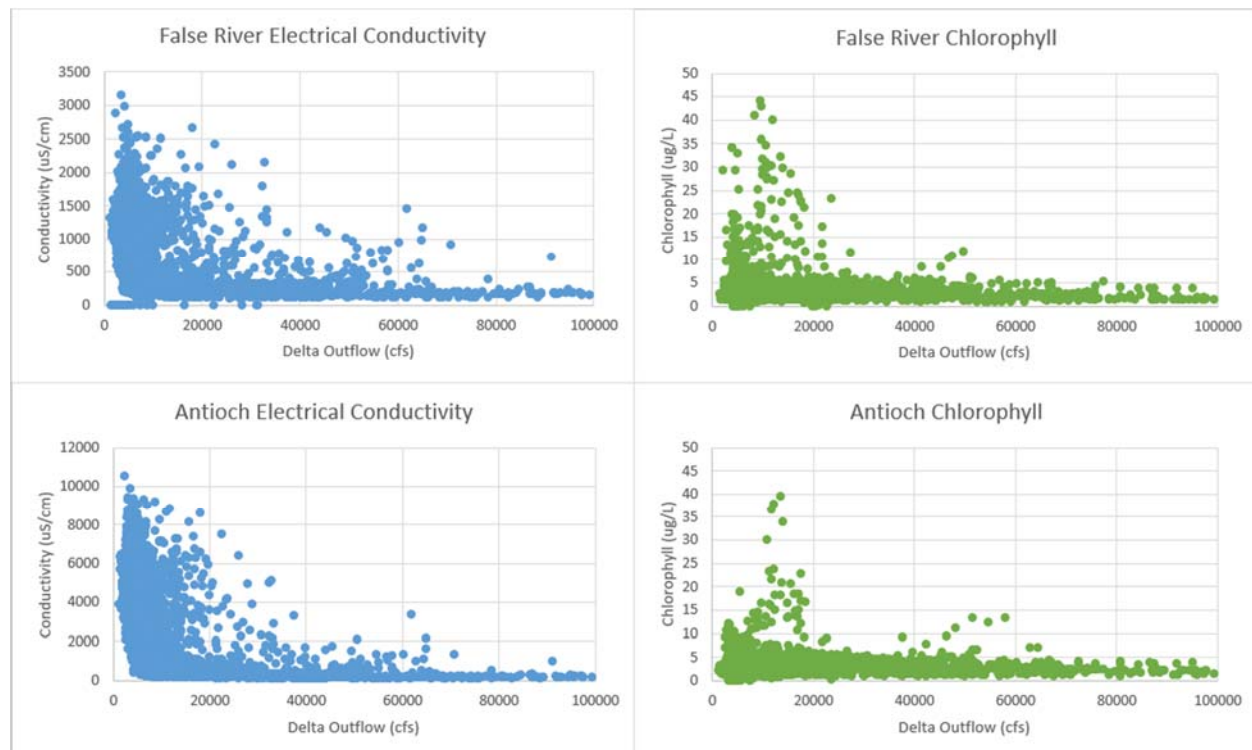 False River Electrical Conductivity
Conductivity (uS/cm)
3500
3000
2500
2000
1500
1000
500
0
0 20000 40000 60000 80000 100000
Delta Outflow (cfs)
False River Chlorophyll
Chlorophyll (ug/L)
50
45
40
35
30
25
20
15
10
5
0
0 20000 40000 60000 80000 100000
Delta Outflow (cfs)
Antioch Electrical Conductivity
Conductivity (uS/cm)
12000
10000
8000
6000
4000
2000
0
0 20000 40000 60000 80000 100000
Delta Outflow (cfs)
Antioch Chlorophyll
Chlorophyll (ug/L)
50
45
40
35
30
25
20
15
10
5
0
0 20000 40000 60000 80000 100000
Delta Outflow (cfs)